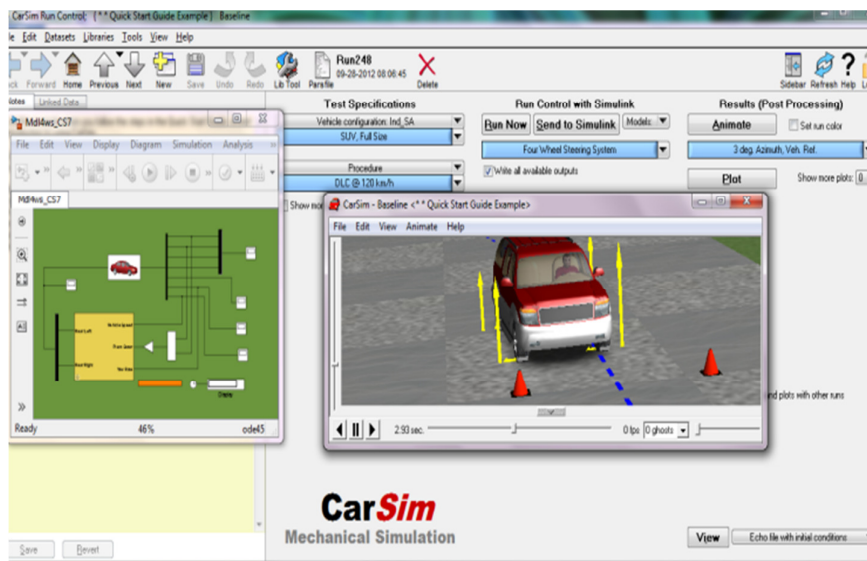 CarSim Run Control; { * * Quick Start Guide Example } Baseline
Edit Datasets Libraries Tools View Help
Forward Home Previous Next New Save Undo Redo Lib Tool Parsfile
Run248
09-28-2012 08:06:45
Delete
Sidebar Refresh Help
Notes Linked Data
Test Specifications
Vehicle configuration: Ind_SA
SUV, Full Size
Procedure
DLC @ 120 km/h
Show more
Run Control with Simulink
Run Now Send to Simulink Models:
Four Wheel Steering System
Write all available outputs
Results (Post Processing)
Animate Set run color
3 deg. Azimuth, Veh. Ref.
Plot Show more plots: 0
Mdl4ws_CS7
File Edit View Display Diagram Simulation Analysis
Mdl4ws_CS7
Vehicle Speed
Display
Ready 46% ode45
CarSim - Baseline <* * Quick Start Guide Example>
File Edit View Animate Help
2.93 sec. 0 fps 0 ghosts
nd plots with other runs
CarSim
Mechanical Simulation
Save Revert
View Echo file with initial conditions